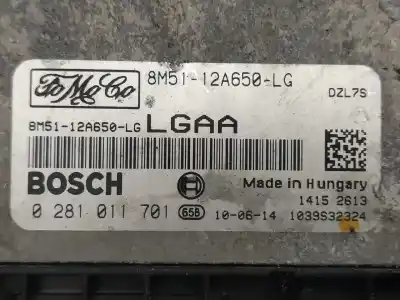 FoMoCo 8M51-12A650-LG
DZL7S
8M51-12A650-LG LGAA
BOSCH Made in Hungary
1415 2613
0 281 011 701 65B 10-06-14 1039S32324